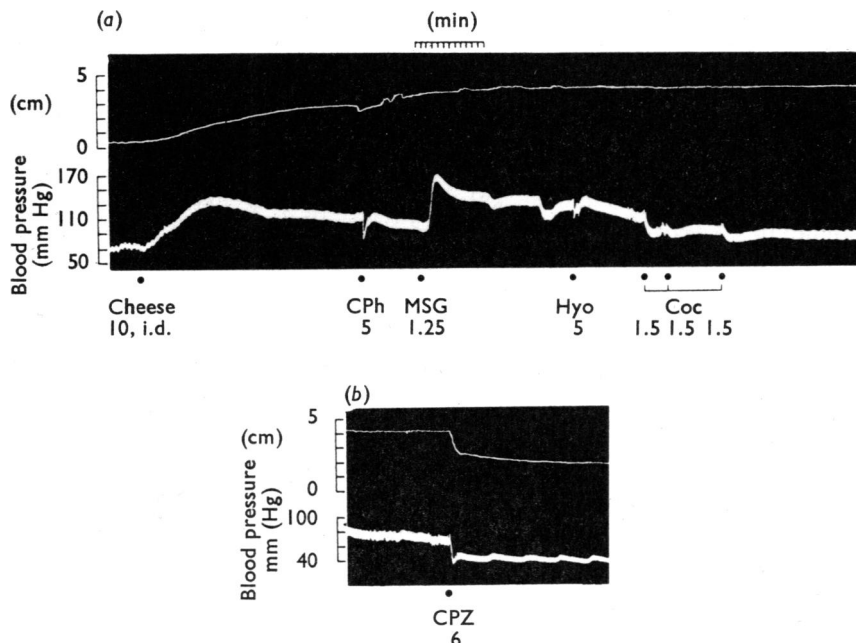 (a)
(min)
5
(cm)
0
170
110
50
Blood pressure
(mm Hg)
Cheese CPh MSG Hyo Coc
10, i.d. 5 1.25 5 1.5 1.5 1.5
(b)
5
(cm)
0
100
40
Blood pressure
mm (Hg)
CPZ
6